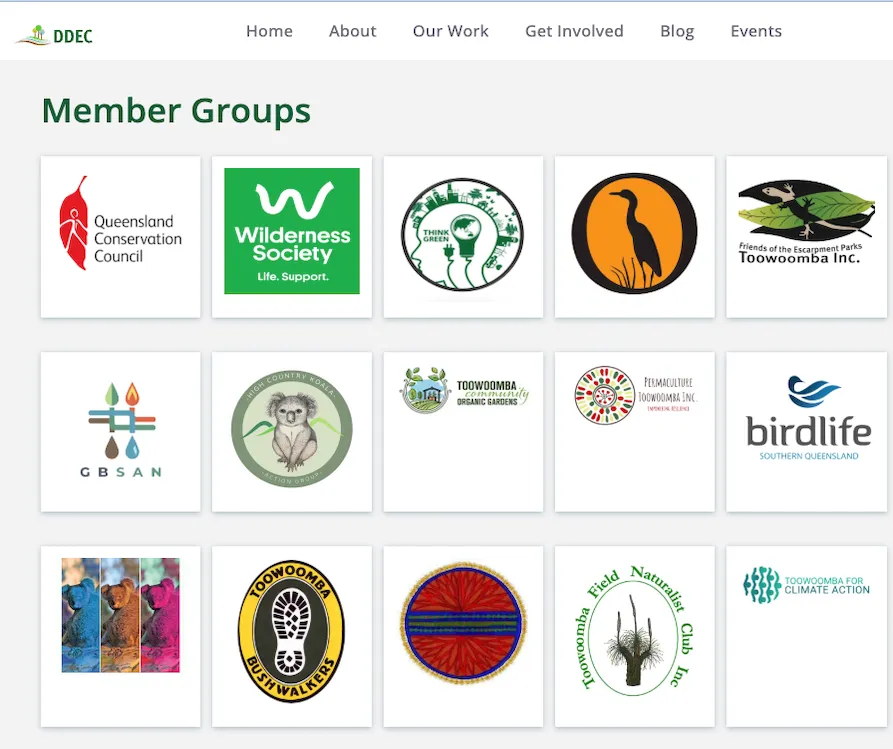 DDEC
Home
About
Our Work
Get Involved
Blog
Events
Member Groups
Queensland
Conservation
Council
Wilderness
Society
Life. Support.
THINK
GREEN
Friends of the Escarpment Parks
Toowoomba Inc.
GBSAN
HIGH COUNTRY KOALA
ACTION GROUP
TOOWOOMBA
community
ORGANIC GARDENS
PERMACULTURE
TOOWOOMBA INC.
EMPOWERING RESILIENCE
birdlife
SOUTHERN QUEENSLAND
TOOWOOMBA
BUSHWALKERS
Toowoomba Field Naturalist Club Inc
TOOWOOMBA FOR
CLIMATE ACTION